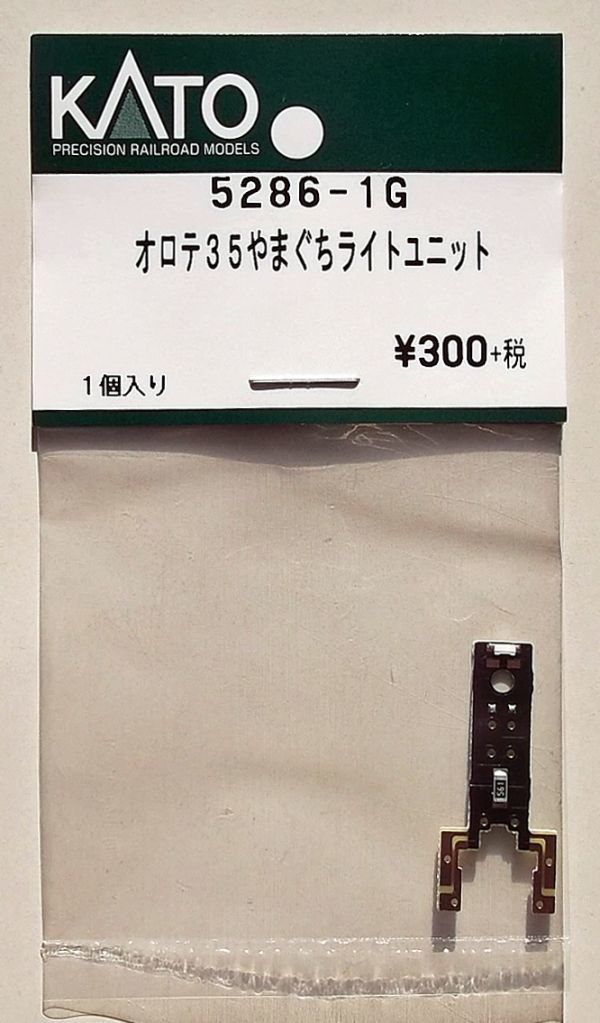 KATO
PRECISION RAILROAD MODELS
5286-1G
オロテ35やまぐちライトユニット
¥300+税
1個入り
561